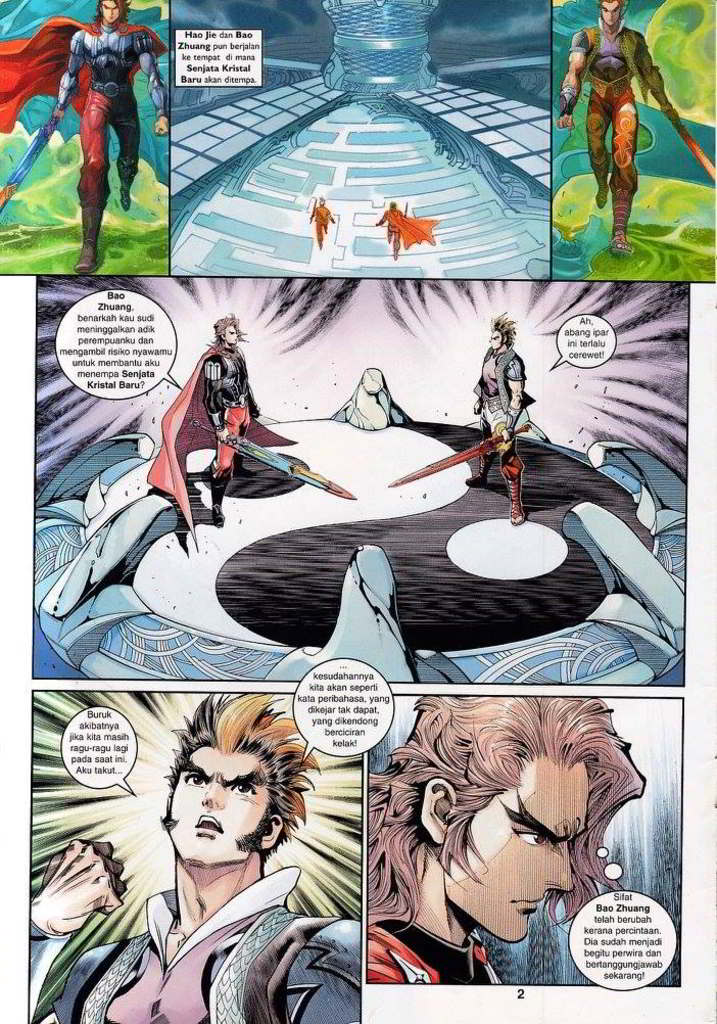 Hao Jie dan Bao
Zhuang pun berjalan
ke tempat di mana
Senjata Kristal
Baru akan ditempa.
Bao
Zhuang,
benarkah kau sudi
meninggalkan adik
perempuanku dan
mengambil risiko nyawamu
untuk membantu aku
menempa Senjata
Kristal Baru?
Ah,
abang ipar
ini terlalu
cerewet!
Buruk
akibatnya
jika kita masih
ragu-ragu lagi
pada saat ini.
Aku takut...
...
kesudahannya
kita akan seperti
kata peribahasa, yang
dikejar tak dapat,
yang dikendong
berciciran
kelak!
Sifat
Bao Zhuang
telah berubah
kerana percintaan.
Dia sudah menjadi
begitu perwira dan
bertanggungjawab
sekarang!
2